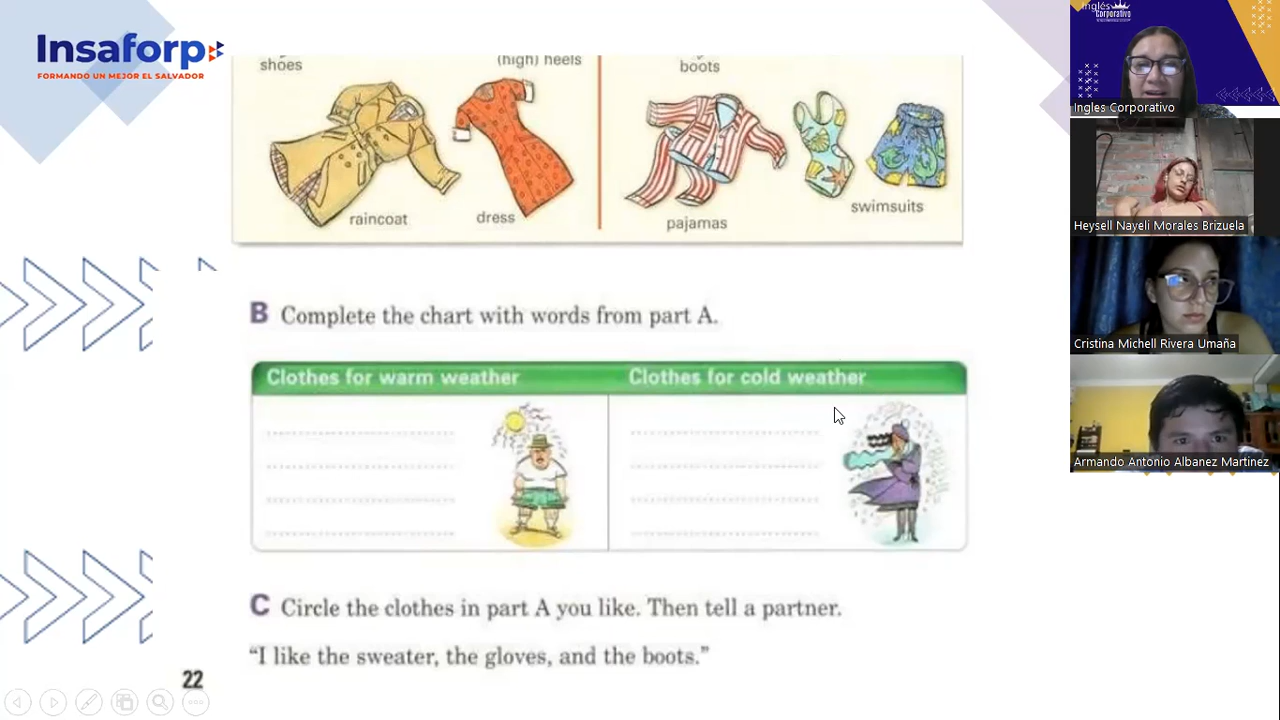 Insaforp
FORMANDO UN MEJOR EL SALVADOR
shoes
(high) heels
boots
raincoat
dress
pajamas
swimsuits
B Complete the chart with words from part A.
Clothes for warm weather
Clothes for cold weather
C Circle the clothes in part A you like. Then tell a partner.
“I like the sweater, the gloves, and the boots.”
22
Inglés
Corporativo
Ingles Corporativo
Heysell Nayeli Morales Brizuela
Cristina Michell Rivera Umaña
Armando Antonio Albanez Martinez